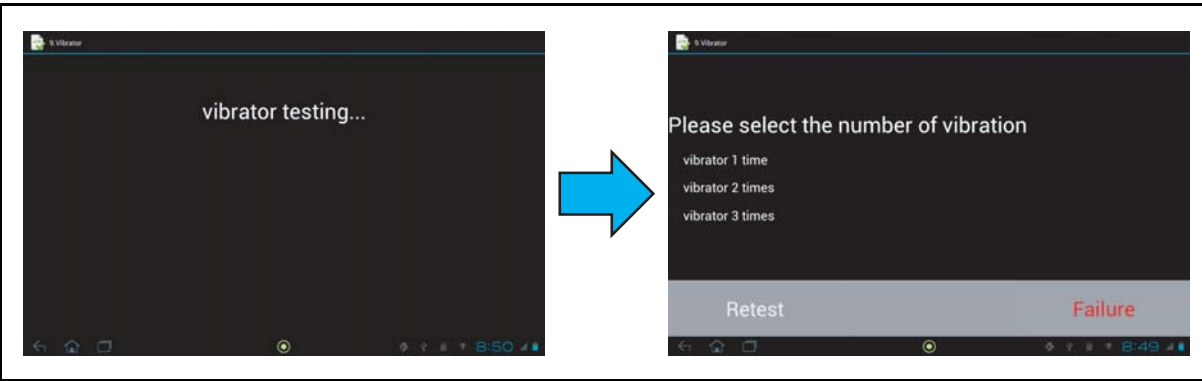 9.Vibrator
vibrator testing...
8:50
9.Vibrator
Please select the number of vibration
vibrator 1 time
vibrator 2 times
vibrator 3 times
Retest
Failure
8:49